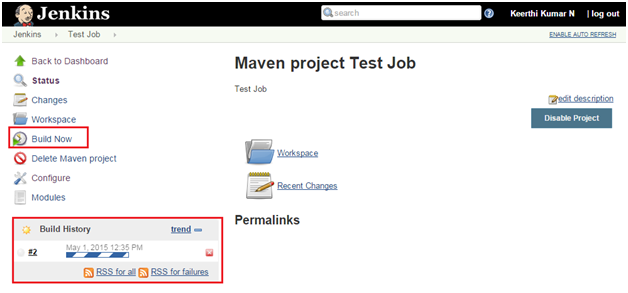 Jenkins
search
Keerthi Kumar N | log out
Jenkins Test Job
ENABLE AUTO REFRESH
Back to Dashboard
Status
Changes
Workspace
Build Now
Delete Maven project
Configure
Modules
Build History trend
#2 May 1, 2015 12:35 PM
RSS for all RSS for failures
Maven project Test Job
Test Job
edit description
Disable Project
Workspace
Recent Changes
Permalinks